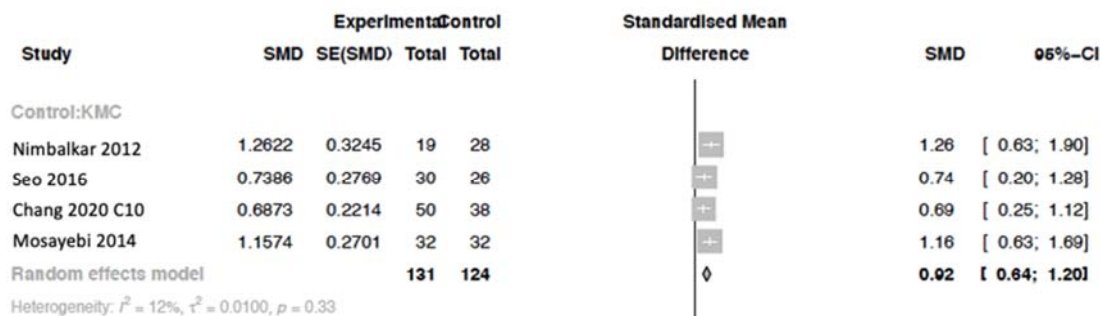 ExperimentalControl Standardised Mean
Study SMD SE(SMD) Total Total Difference SMD 95%-CI
Control:KMC
Nimbalkar 2012 1.2622 0.3245 19 28 1.26 [ 0.63; 1.90]
Seo 2016 0.7386 0.2769 30 26 0.74 [ 0.20; 1.28]
Chang 2020 C10 0.6873 0.2214 50 38 0.69 [ 0.25; 1.12]
Mosayebi 2014 1.1574 0.2701 32 32 1.16 [ 0.63; 1.69]
Random effects model 131 124 0.92 [ 0.64; 1.20]
Heterogeneity: I² = 12%, τ² = 0.0100, p = 0.33